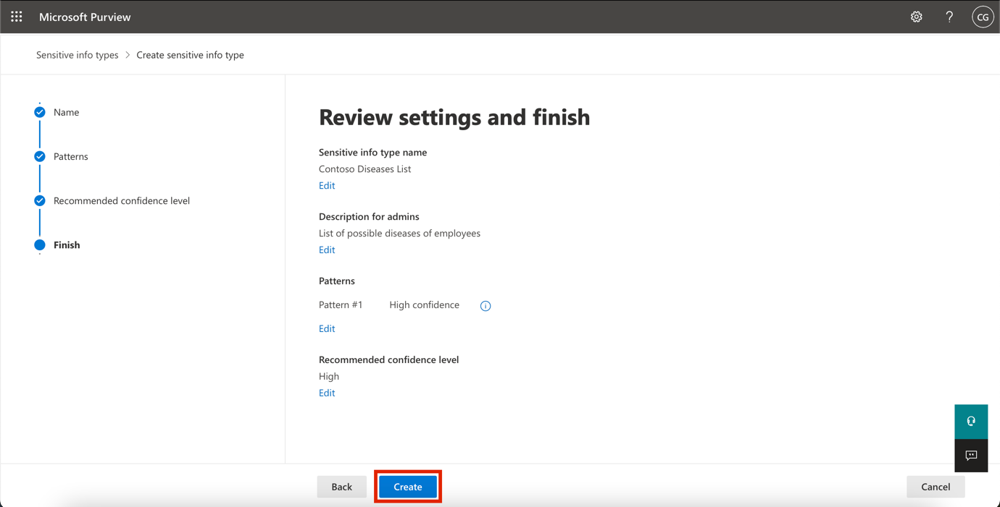 Microsoft Purview
? CG
Sensitive info types > Create sensitive info type
Name
Patterns
Recommended confidence level
Finish
Review settings and finish
Sensitive info type name
Contoso Diseases List
Edit
Description for admins
List of possible diseases of employees
Edit
Patterns
Pattern #1 High confidence
Edit
Recommended confidence level
High
Edit
Back Create Cancel